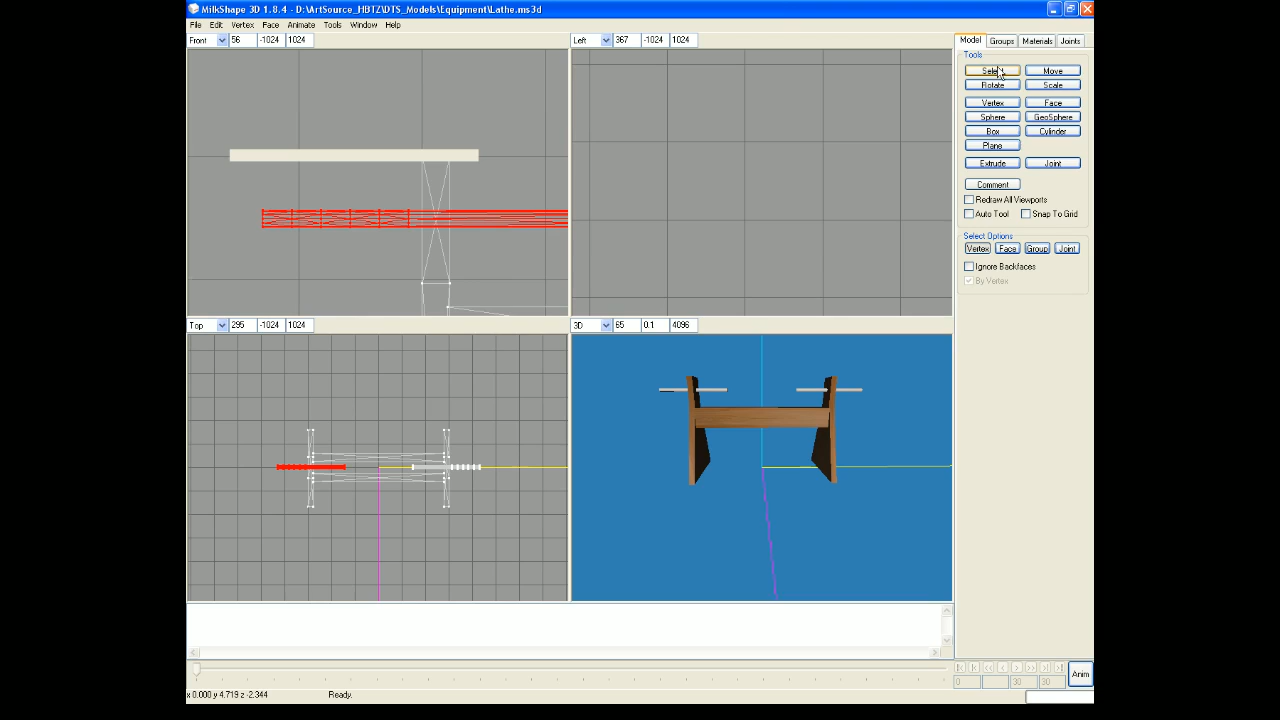 MilkShape 3D 1.8.4 - D:\ArtSource_HBTZ\DTS_Models\Equipment\Lathe.ms3d
File Edit Vertex Face Animate Tools Window Help
Front 56 -1024 1024 Left 367 -1024 1024
Model Groups Materials Joints
Tools
Select Move
Rotate Scale
Vertex Face
Sphere GeoSphere
Box Cylinder
Plane
Extrude Joint
Comment
Redraw All Viewports
Auto Tool Snap To Grid
Select Options
Vertex Face Group Joint
Ignore Backfaces
By Vertex
Top 295 -1024 1024 3D 65 0.1 4096
Anim
0 30 30
x 0.000 y 4.719 z -2.344 Ready.